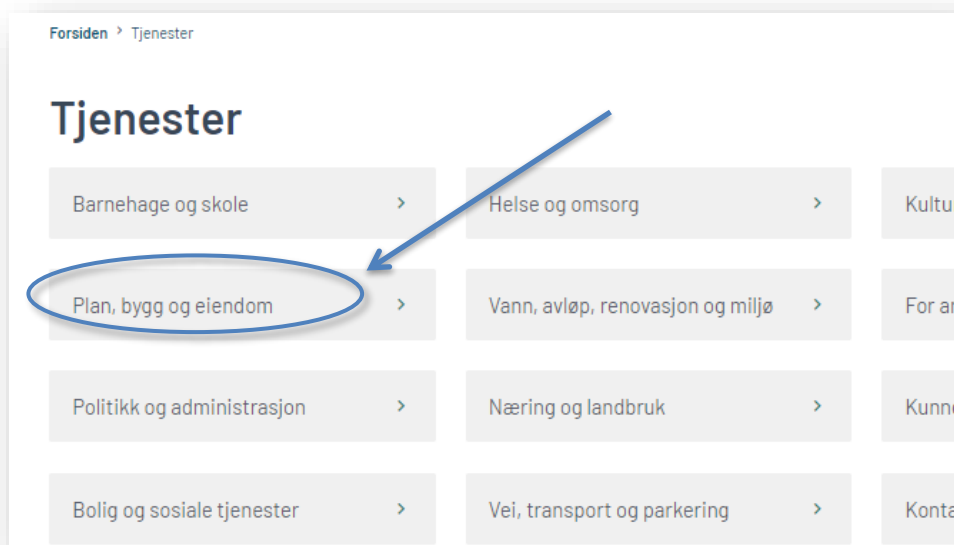 Forsiden > Tjenester
Tjenester
Barnehage og skole
Helse og omsorg
Plan, bygg og eiendom
Vann, avløp, renovasjon og miljø
Politikk og administrasjon
Næring og landbruk
Bolig og sosiale tjenester
Vei, transport og parkering